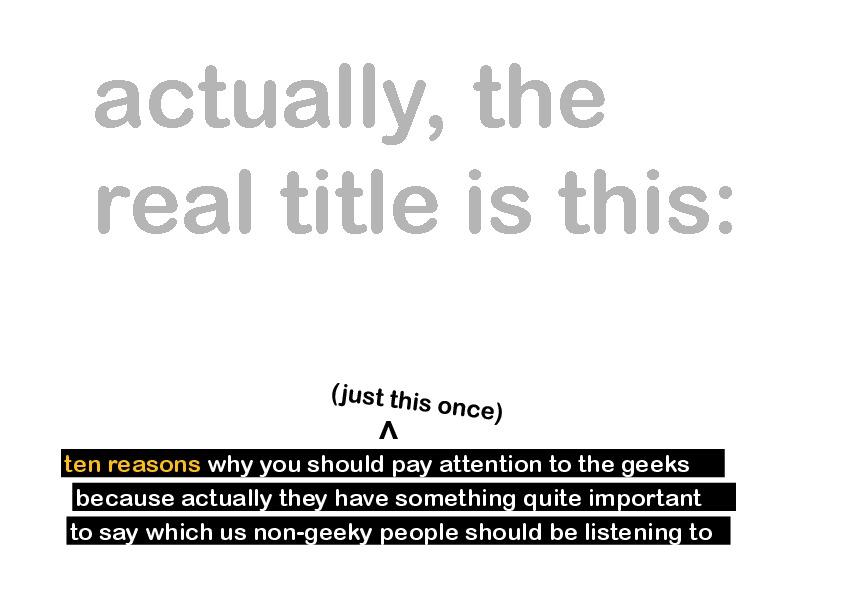 actually, the
real title is this:
(just this once)
^
ten reasons why you should pay attention to the geeks
because actually they have something quite important
to say which us non-geeky people should be listening to